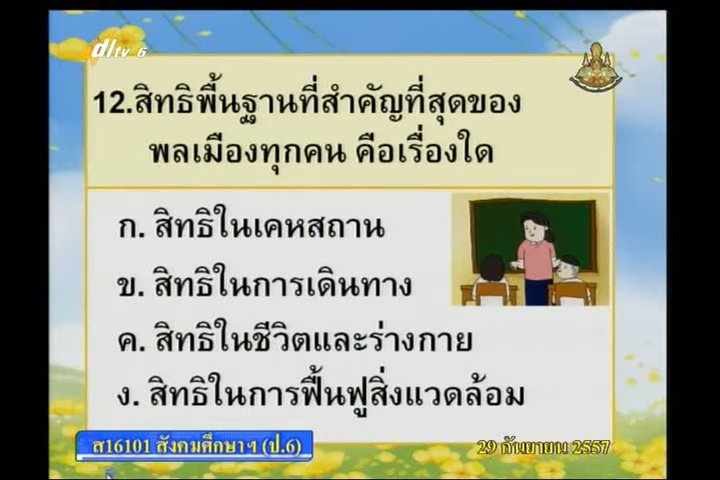 dltv 6
12.สิทธิพื้นฐานที่สำคัญที่สุดของ
พลเมืองทุกคน คือเรื่องใด
ก. สิทธิในเคหสถาน
ข. สิทธิในการเดินทาง
ค. สิทธิในชีวิตและร่างกาย
ง. สิทธิในการฟื้นฟูสิ่งแวดล้อม
ส16101 สังคมศึกษาฯ (ป.6)
29 กันยายน 2557